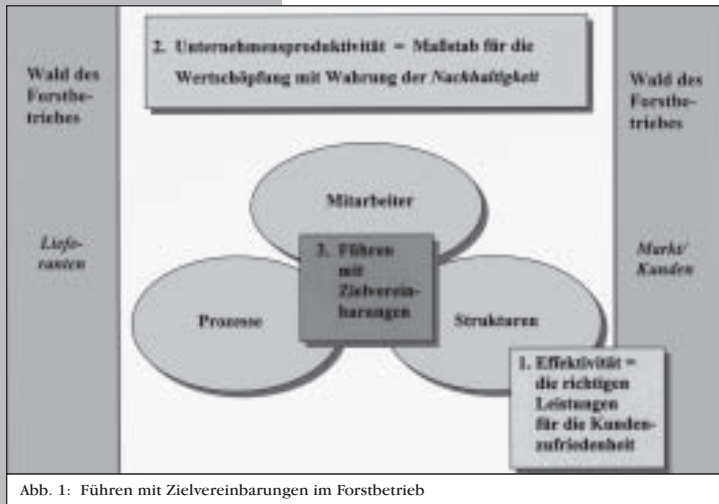 2. Unternehmensproduktivität = Maßstab für die
Wertschöpfung mit Wahrung der Nachhaltigkeit
Wald des
Forstbe-
triebes
Liefe-
ranten
Mitarbeiter
3. Führen
mit
Zielverein-
barungen
Prozesse
Strukturen
Wald des
Forstbe-
triebes
Markt/
Kunden
1. Effektivität =
die richtigen
Leistungen
für die Kunden-
zufriedenheit
Abb. 1: Führen mit Zielvereinbarungen im Forstbetrieb